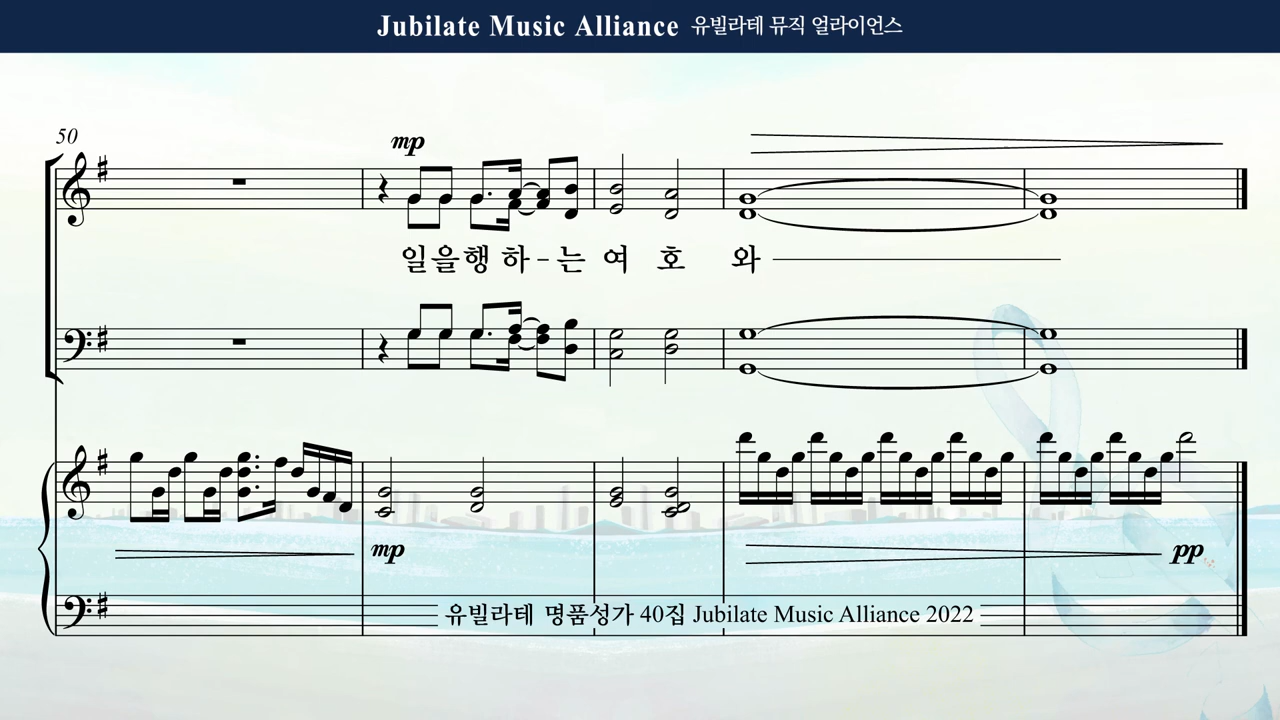 Jubilate Music Alliance 유빌라테 뮤직 얼라이언스
50
mp
일을행 하-는 여 호 와
mp
pp
유빌라테 명품성가 40집 Jubilate Music Alliance 2022